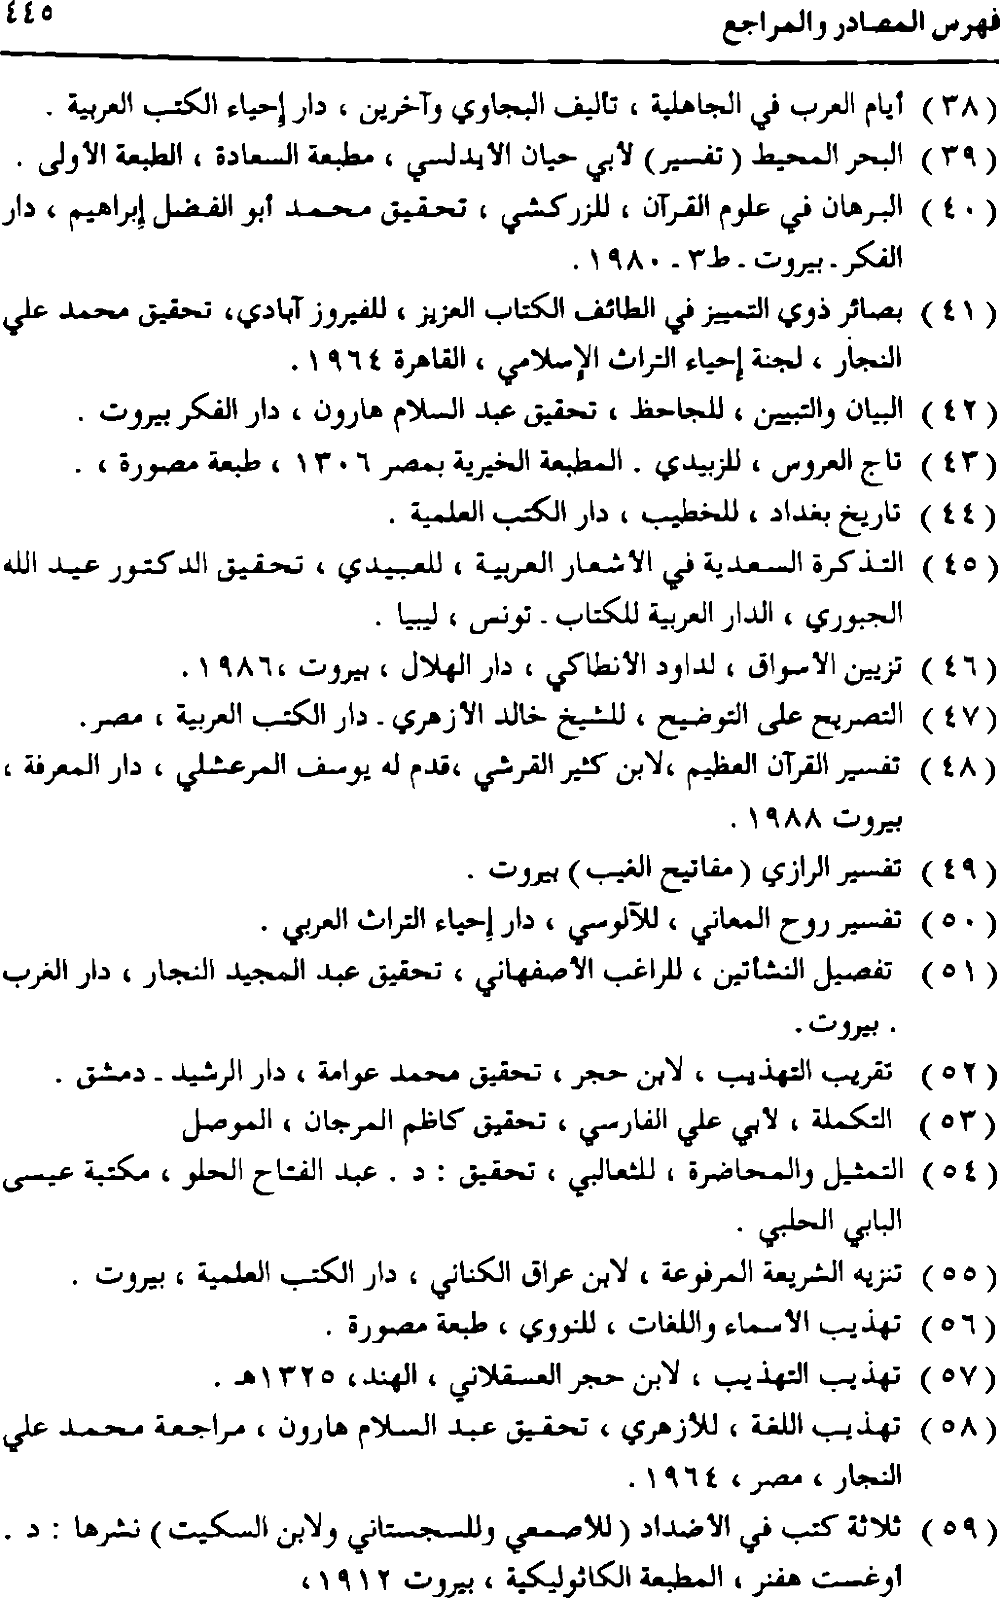 فهرس المصادر والمراجع
٤٤٥
( ٣٨ ) أيام العرب في الجاهلية ، تأليف البجاوي وآخرين ، دار إحياء الكتب العربية .
( ٣٩ ) البحر المحيط ( تفسير ) لأبي حيان الأندلسي ، مطبعة السعادة ، الطبعة الأولى .
( ٤٠ ) البرهان في علوم القرآن ، للزركشي ، تحقيق محمد أبو الفضل إبراهيم ، دار
الفكر ـ بيروت ـ ط٣ ـ ١٩٨٠ .
( ٤١ ) بصائر ذوي التمييز في الطائف الكتاب العزيز ، للفيروز آبادي، تحقيق محمد علي
النجار ، لجنة إحياء التراث الإسلامي ، القاهرة ١٩٦٤ .
( ٤٢ ) البيان والتبيين ، للجاحظ ، تحقيق عبد السلام هارون ، دار الفكر بيروت .
( ٤٣ ) تاج العروس ، للزبيدي . المطبعة الخيرية بمصر ١٣٠٦ ، طبعة مصورة ، .
( ٤٤ ) تاريخ بغداد ، للخطيب ، دار الكتب العلمية .
( ٤٥ ) التذكرة السعدية في الأشعار العربية ، للعبيدي ، تحقيق الدكتور عبد الله
الجبوري ، الدار العربية للكتاب ـ تونس ، ليبيا .
( ٤٦ ) تزيين الأسواق ، لداود الأنطاكي ، دار الهلال ، بيروت ،١٩٨٦ .
( ٤٧ ) التصريح على التوضيح ، للشيخ خالد الأزهري ـ دار الكتب العربية ، مصر .
( ٤٨ ) تفسير القرآن العظيم ،لابن كثير القرشي ،قدم له يوسف المرعشلي ، دار المعرفة ،
بيروت ١٩٨٨ .
( ٤٩ ) تفسير الرازي ( مفاتيح الغيب ) بيروت .
( ٥٠ ) تفسير روح المعاني ، للآلوسي ، دار إحياء التراث العربي .
( ٥١ ) تفصيل النشأتين ، للراغب الأصفهاني ، تحقيق عبد المجيد النجار ، دار الغرب
. بيروت .
( ٥٢ ) تقريب التهذيب ، لابن حجر ، تحقيق محمد عوامة ، دار الرشيد ـ دمشق .
( ٥٣ ) التكملة ، لأبي علي الفارسي ، تحقيق كاظم المرجان ، الموصل
( ٥٤ ) التمثيل والمحاضرة ، للثعالبي ، تحقيق : د . عبد الفتاح الحلو ، مكتبة عيسى
البابي الحلبي .
( ٥٥ ) تنزيه الشريعة المرفوعة ، لابن عراق الكناني ، دار الكتب العلمية ، بيروت .
( ٥٦ ) تهذيب الأسماء واللغات ، للنووي ، طبعة مصورة .
( ٥٧ ) تهذيب التهذيب ، لابن حجر العسقلاني ، الهند، ١٣٢٥هـ .
( ٥٨ ) تهذيب اللغة ، للأزهري ، تحقيق عبد السلام هارون ، مراجعة محمد علي
النجار ، مصر ، ١٩٦٤ .
( ٥٩ ) ثلاثة كتب في الأضداد ( للأصمعي وللسجستاني ولابن السكيت ) نشرها : د .
أوغست هفنر ، المطبعة الكاثوليكية ، بيروت ١٩١٢ ،